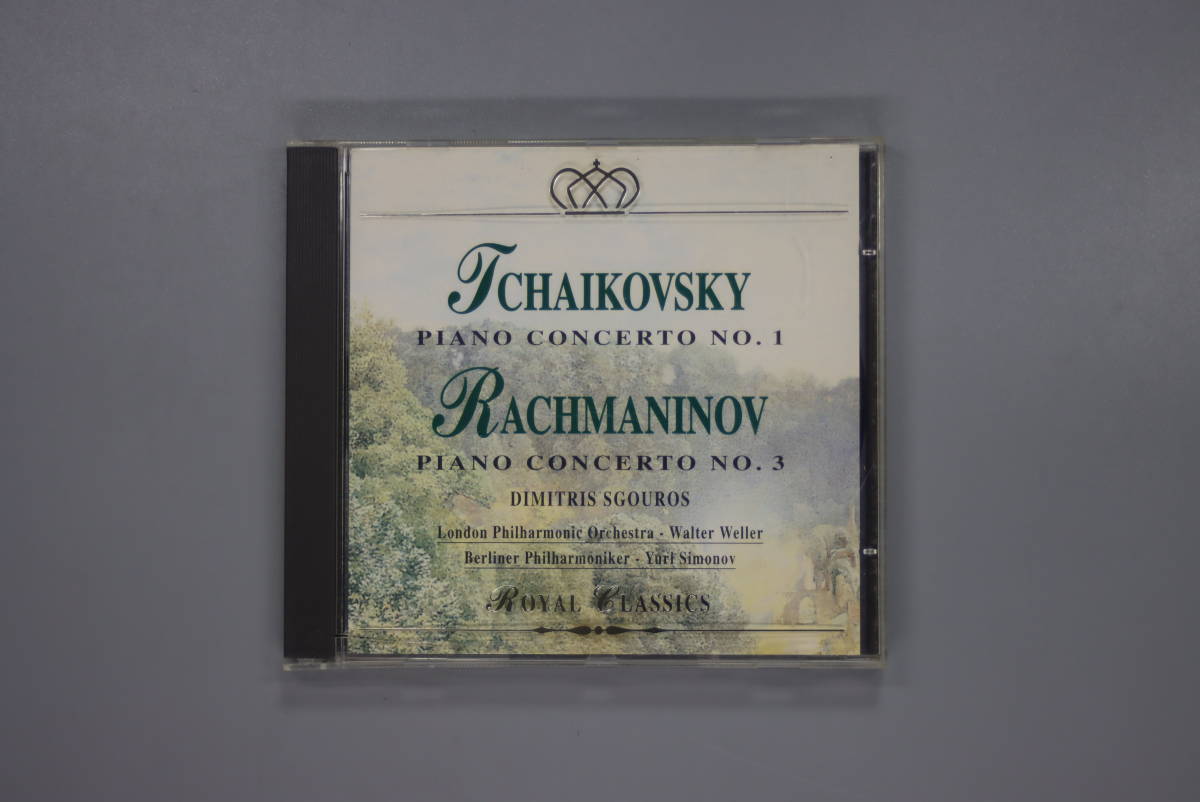 TCHAIKOVSKY
PIANO CONCERTO NO. 1
RACHMANINOV
PIANO CONCERTO NO. 3
DIMITRIS SGOUROS
London Philharmonic Orchestra - Walter Weller
Berliner Philharmoniker - Yuri Simonov
ROYAL CLASSICS